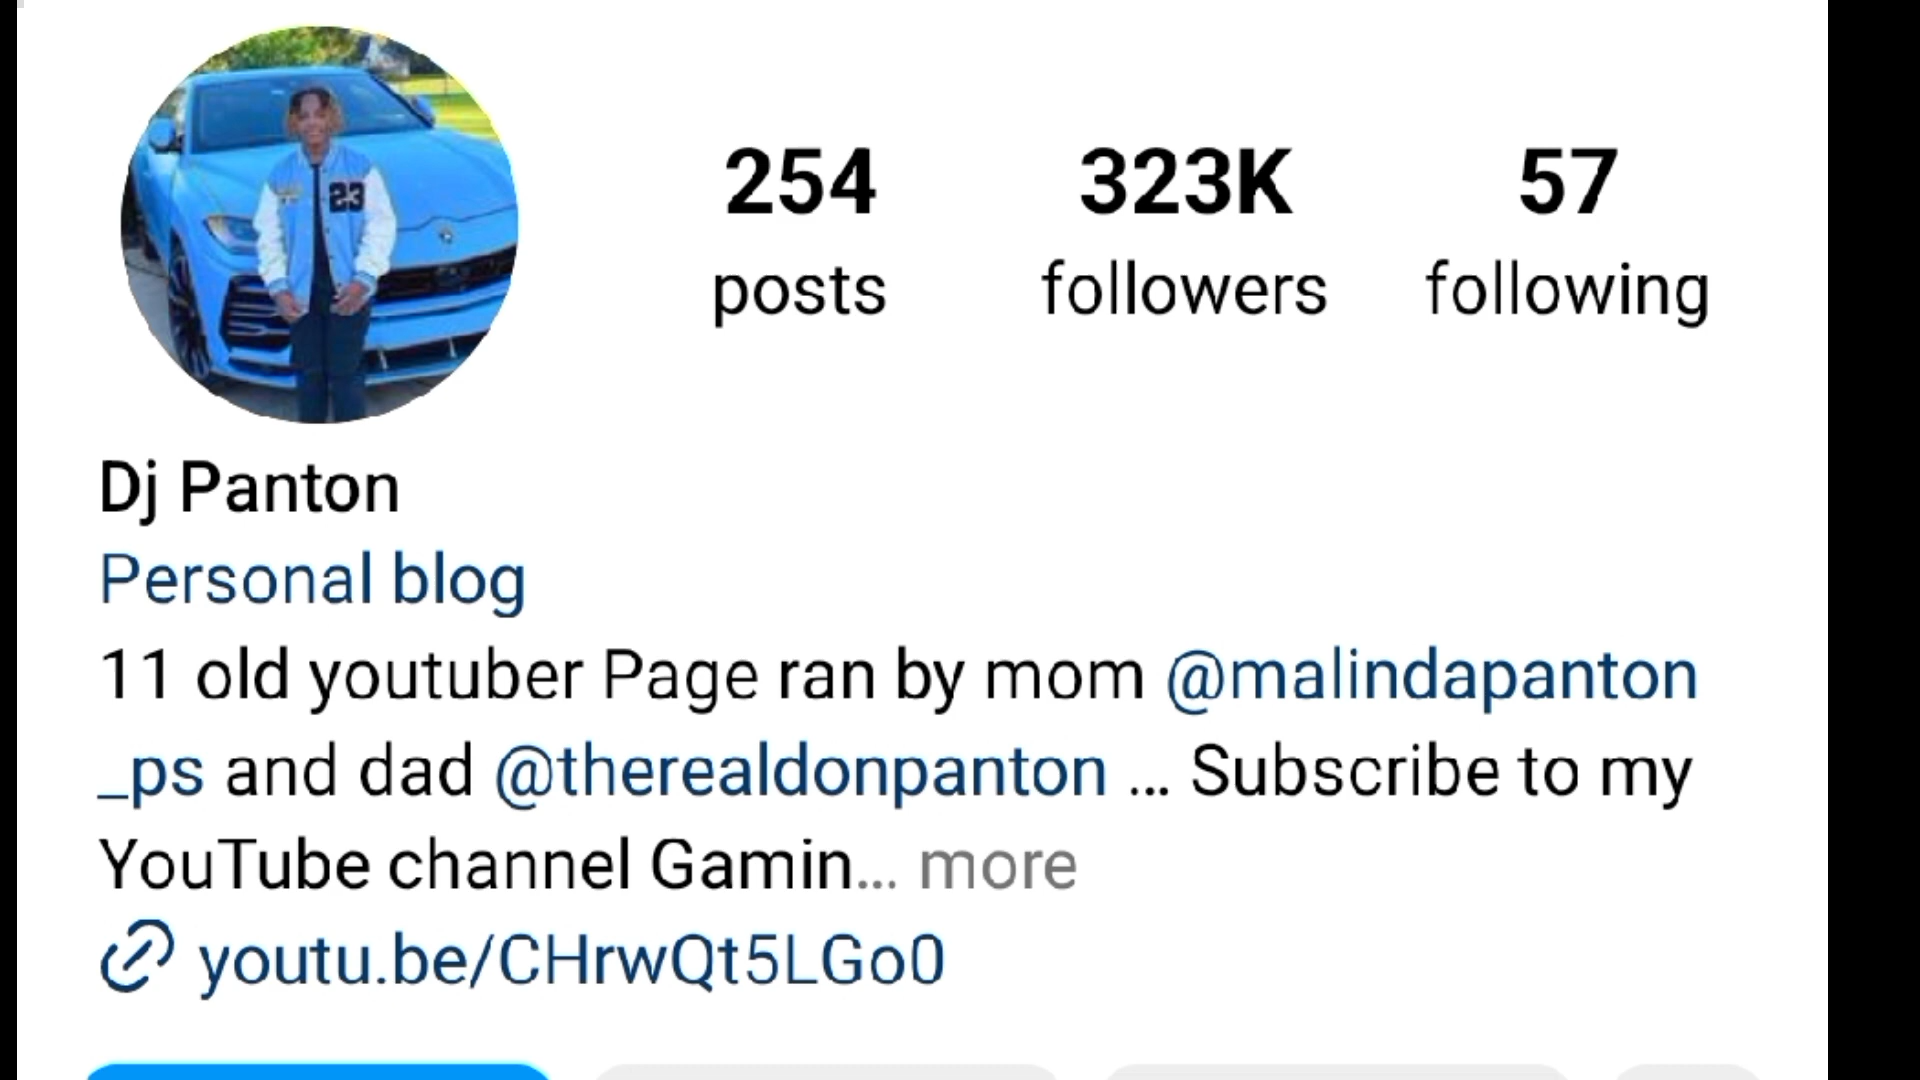 23
254 323K 57
posts followers following
Dj Panton
Personal blog
11 old youtuber Page ran by mom @malindapanton
_ps and dad @therealdonpanton ... Subscribe to my
YouTube channel Gamin... more
youtu.be/CHrwQt5LGo0